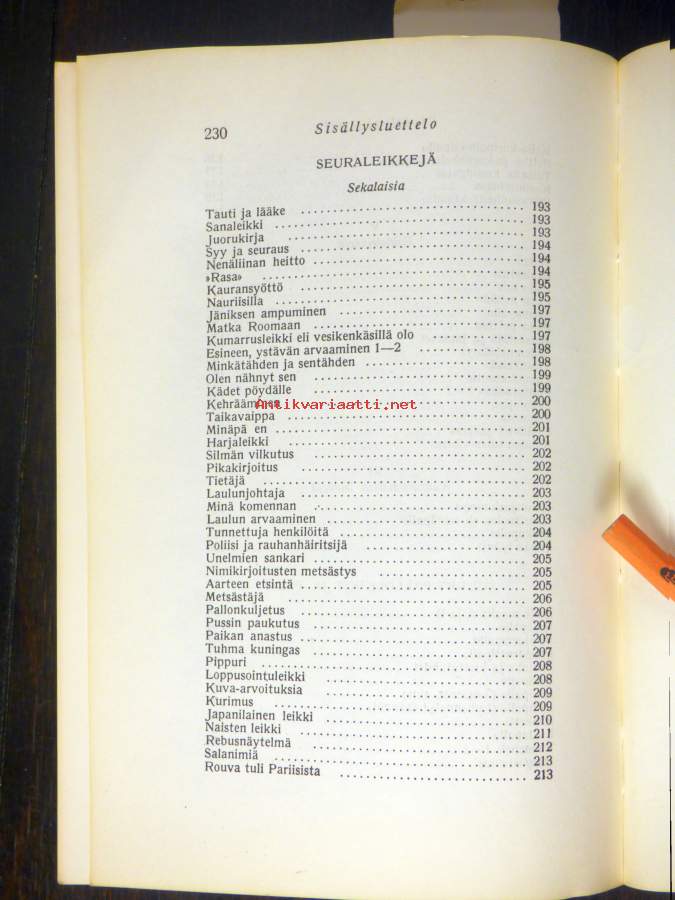 230 Sisällysluettelo
SEURALEIKKEJÄ
Sekalaisia
Tauti ja lääke 193
Sanaleikki 193
Juorukirja 193
Syy ja seuraus 194
Nenäliinan heitto 194
»Rasa» 194
Kauransyöttö 195
Nauriisilla 195
Jäniksen ampuminen 197
Matka Roomaan 197
Kumarrusleikki eli vesikenkäsillä olo 197
Esineen, ystävän arvaaminen 1—2 198
Minkätähden ja sentähden 198
Olen nähnyt sen 199
Kädet pöydälle 199
Kehrääminen 200
Antikvariaatti.net
Taikavaippa 200
Minäpä en 201
Harjaleikki 201
Silmän vilkutus 202
Pikakirjoitus 202
Tietäjä 202
Laulunjohtaja 203
Minä komennan 203
Laulun arvaaminen 203
Tunnettuja henkilöitä 204
Poliisi ja rauhanhäiritsijä 204
Unelmien sankari 205
Nimikirjoitusten metsästys 205
Aarteen etsintä 205
Metsästäjä 206
Pallonkuljetus 206
Pussin paukutus 207
Paikan anastus 207
Tuhma kuningas 207
Pippuri 208
Loppusointuleikki 208
Kuva-arvoituksia 209
Kurimus 209
Japanilainen leikki 210
Naisten leikki 211
Rebusnäytelmä 212
Salanimiä 213
Rouva tuli Pariisista 213